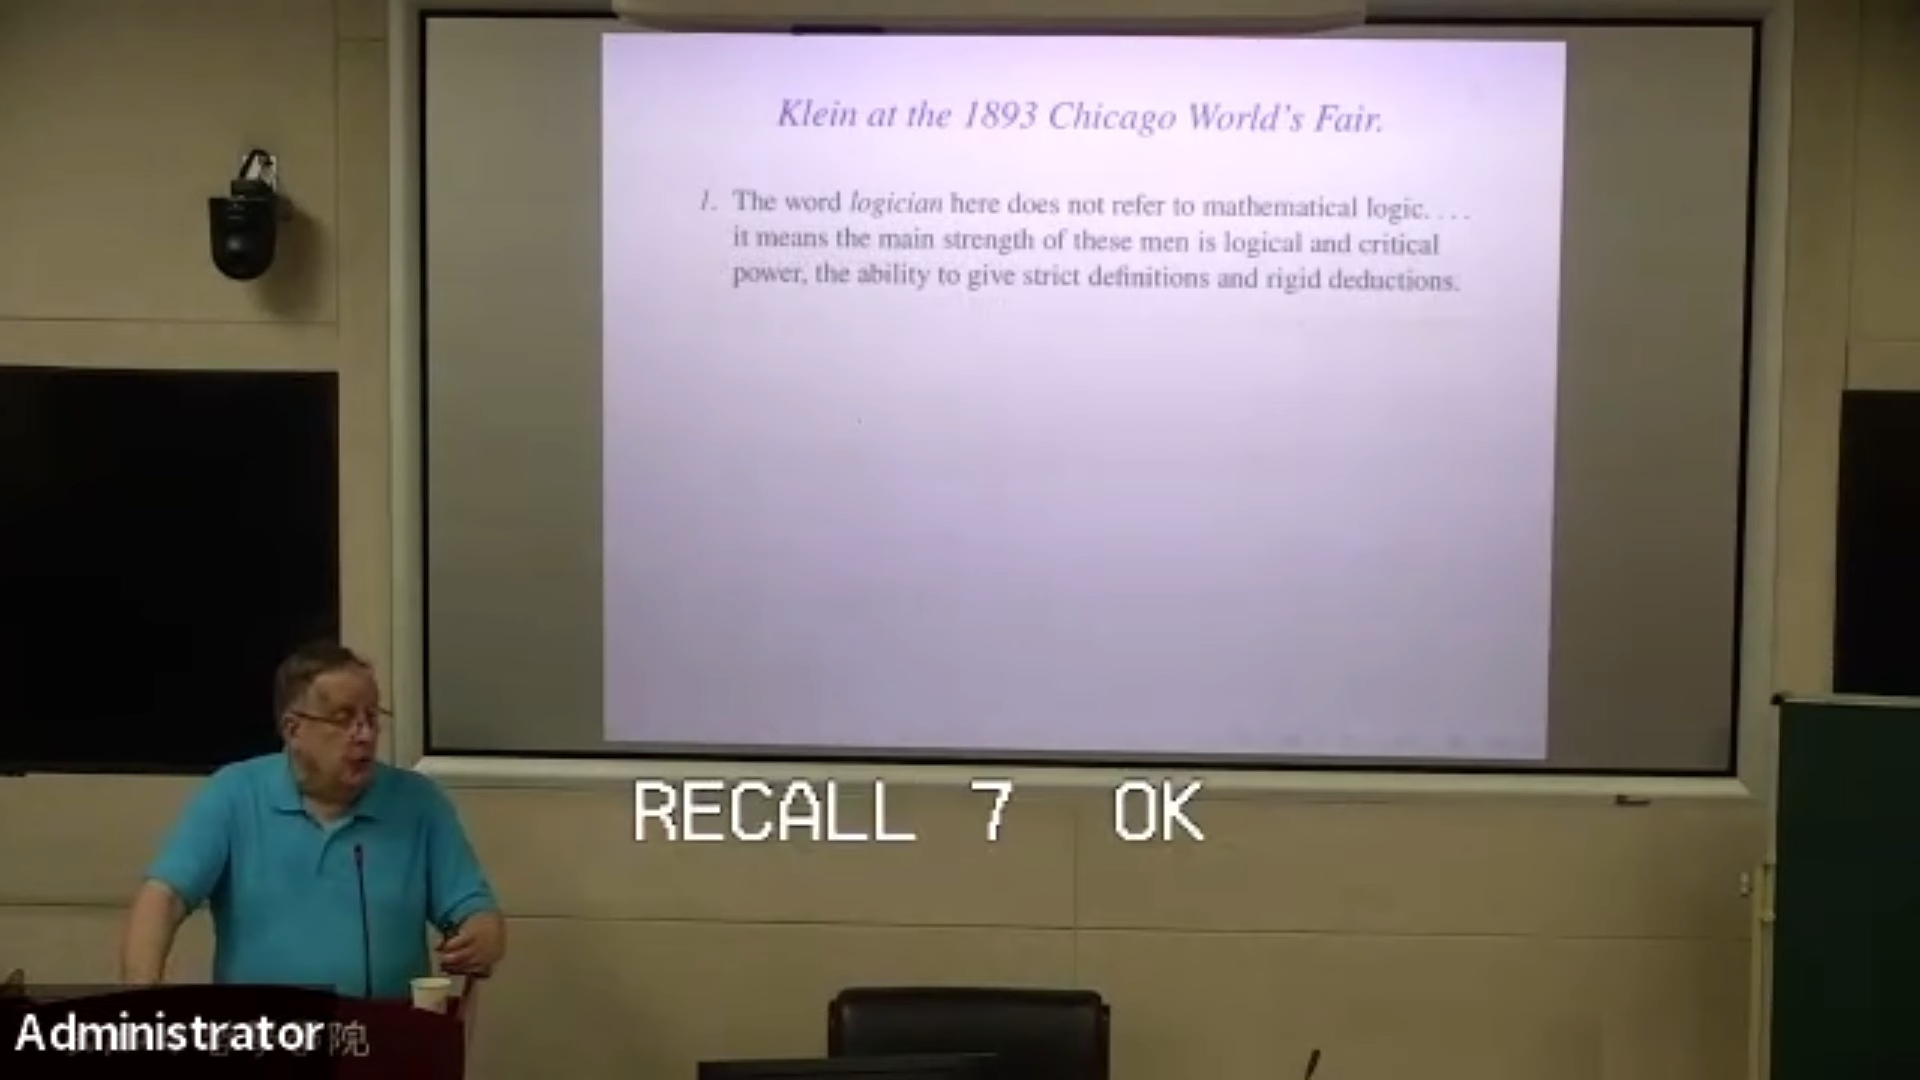 Klein at the 1893 Chicago World's Fair.
1. The word logician here does not refer to mathematical logic. . . .
it means the main strength of these men is logical and critical
power, the ability to give strict definitions and rigid deductions.
RECALL 7 OK
Administrator
院